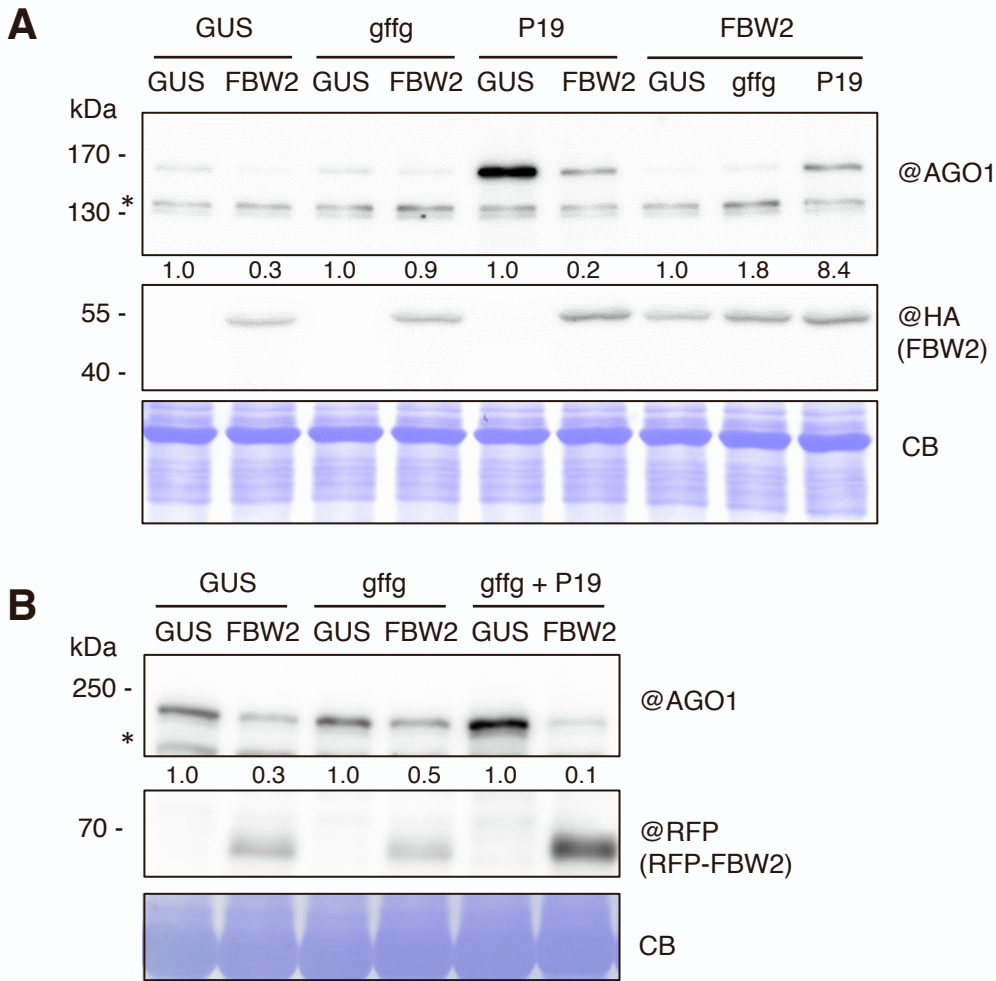 A
GUS gffg P19 FBW2
GUS FBW2 GUS FBW2 GUS FBW2 GUS gffg P19
kDa
170 -
@AGO1
*
130 -
1.0 0.3 1.0 0.9 1.0 0.2 1.0 1.8 8.4
55 -
@HA
(FBW2)
40 -
CB
B
GUS gffg gffg + P19
GUS FBW2 GUS FBW2 GUS FBW2
kDa
250 -
@AGO1
*
1.0 0.3 1.0 0.5 1.0 0.1
70 -
@RFP
(RFP-FBW2)
CB